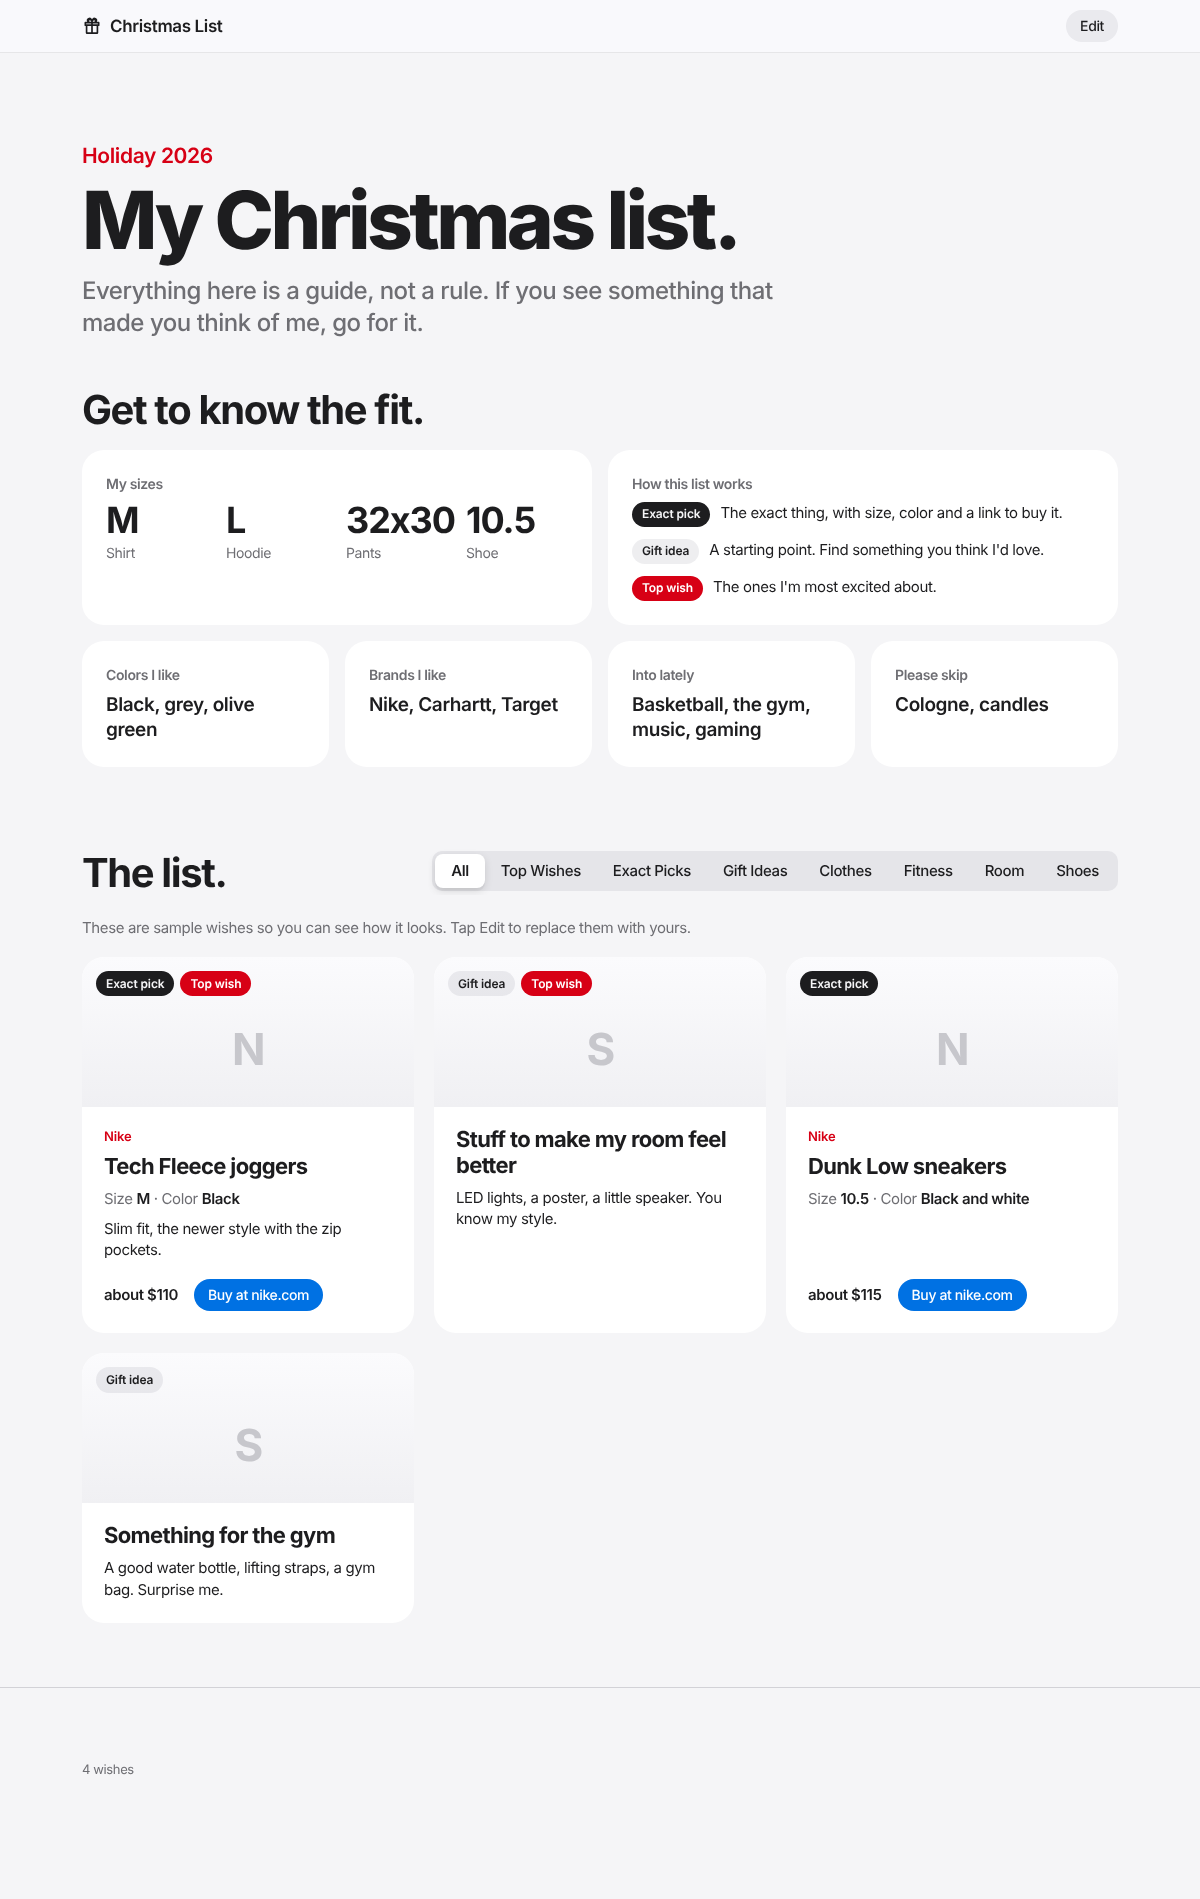 Christmas List
Edit
Holiday 2026
My Christmas list.
Everything here is a guide, not a rule. If you see something that
made you think of me, go for it.
Get to know the fit.
My sizes
M
L
32x30
10.5
Shirt
Hoodie
Pants
Shoe
How this list works
Exact pick The exact thing, with size, color and a link to buy it.
Gift idea A starting point. Find something you think I'd love.
Top wish The ones I'm most excited about.
Colors I like
Black, grey, olive
green
Brands I like
Nike, Carhartt, Target
Into lately
Basketball, the gym,
music, gaming
Please skip
Cologne, candles
The list.
All Top Wishes Exact Picks Gift Ideas Clothes Fitness Room Shoes
These are sample wishes so you can see how it looks. Tap Edit to replace them with yours.
Exact pick Top wish
N
Nike
Tech Fleece joggers
Size M · Color Black
Slim fit, the newer style with the zip
pockets.
about $110 Buy at nike.com
Gift idea Top wish
S
Stuff to make my room feel
better
LED lights, a poster, a little speaker. You
know my style.
Exact pick
N
Nike
Dunk Low sneakers
Size 10.5 · Color Black and white
about $115 Buy at nike.com
Gift idea
S
Something for the gym
A good water bottle, lifting straps, a gym
bag. Surprise me.
4 wishes